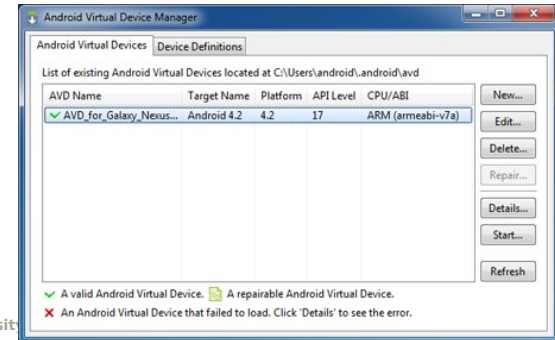 Android Virtual Device Manager
Android Virtual Devices Device Definitions
List of existing Android Virtual Devices located at C:\Users\android\.android\avd
AVD Name Target Name Platform API Level CPU/ABI
AVD_for_Galaxy_Nexus... Android 4.2 4.2 17 ARM (armeabi-v7a)
New...
Edit...
Delete...
Repair...
Details...
Start...
Refresh
A valid Android Virtual Device. A repairable Android Virtual Device.
An Android Virtual Device that failed to load. Click 'Details' to see the error.
sity